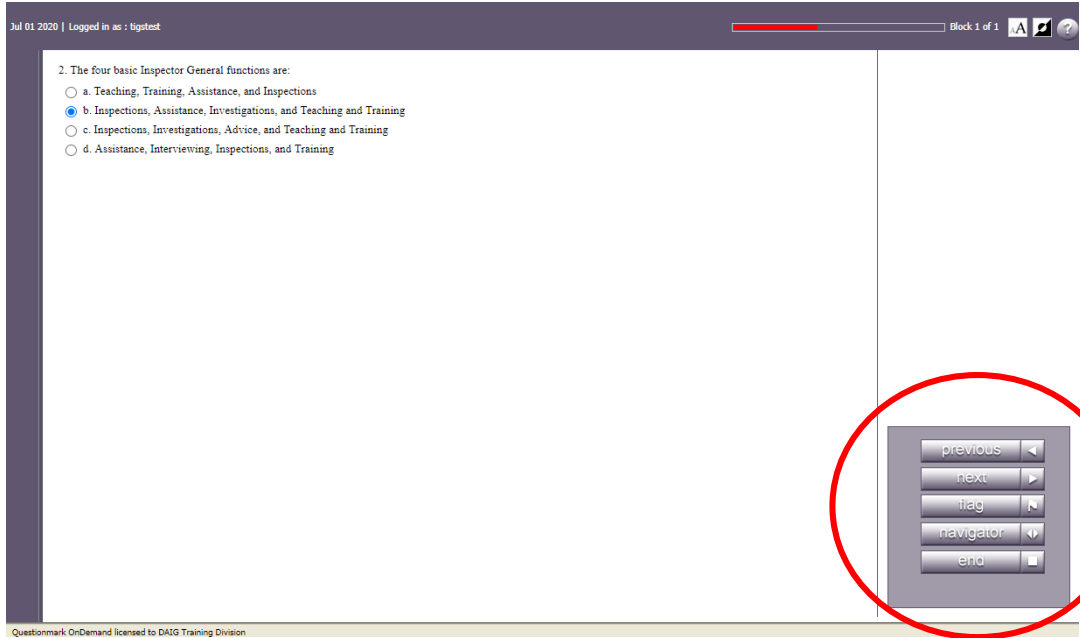 Jul 01 2020 | Logged in as : tigstest
Block 1 of 1
AA
?
2. The four basic Inspector General functions are:
a. Teaching, Training, Assistance, and Inspections
b. Inspections, Assistance, Investigations, and Teaching and Training
c. Inspections, Investigations, Advice, and Teaching and Training
d. Assistance, Interviewing, Inspections, and Training
previous
next
flag
navigator
end
Questionmark OnDemand licensed to DAIG Training Division